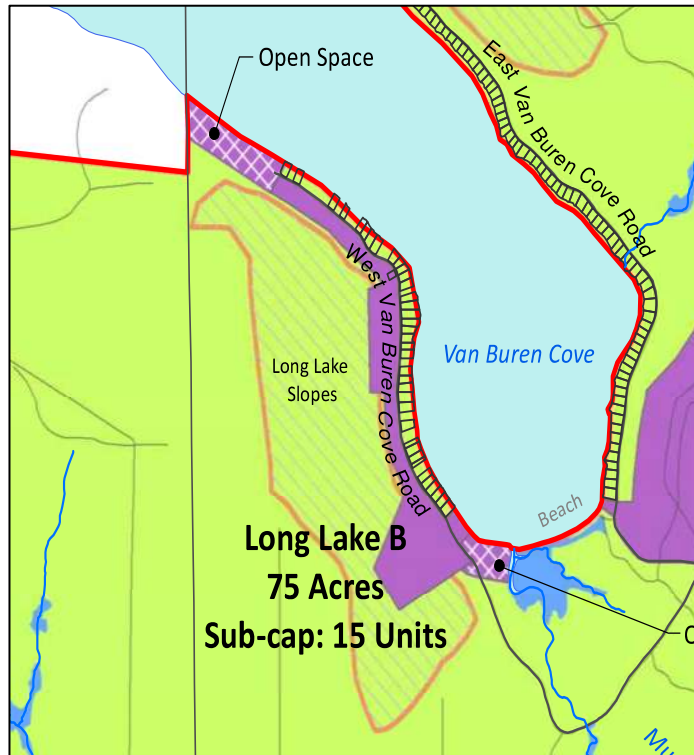 Open Space
East Van Buren Cove Road
West Van Buren Cove Road
Van Buren Cove
Long Lake
Slopes
Beach
Long Lake B
75 Acres
Sub-cap: 15 Units